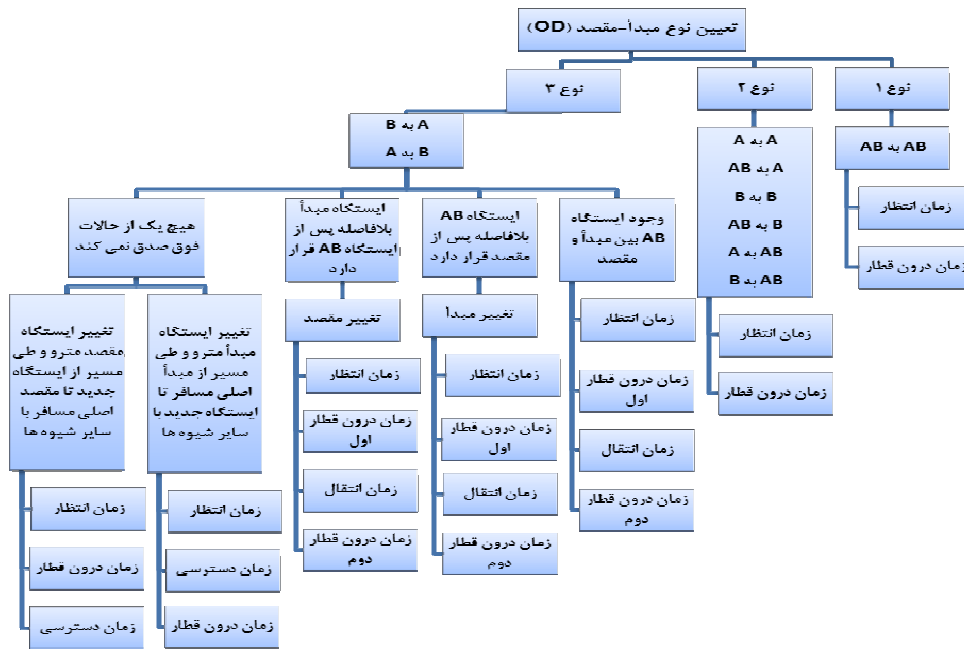 تعیین نوع مبدأ-مقصد (OD)
نوع ۱
نوع ۲
نوع ۳
AB به AB
زمان انتظار
زمان درون قطار
A به A
A به AB
B به B
B به AB
AB به A
AB به B
زمان انتظار
زمان درون قطار
A به B
B به A
وجود ایستگاه
AB بین مبدأ و
مقصد
زمان انتظار
زمان درون قطار
اول
زمان انتقال
زمان درون قطار
دوم
ایستگاه AB
بلافاصله پس از
مقصد قرار دارد
تغییر مبدأ
زمان انتظار
زمان درون قطار
اول
زمان انتقال
زمان درون قطار
دوم
ایستگاه مبدأ
بلافاصله پس از
ایستگاه AB قرار
دارد
تغییر مقصد
زمان انتظار
زمان درون قطار
اول
زمان انتقال
زمان درون قطار
دوم
هیچ یک از حالات
فوق صدق نمی کند
تغییر ایستگاه
مبدأ مترو و طی
مسیر از مبدأ
اصلی مسافر تا
ایستگاه جدید با
سایر شیوه ها
زمان انتظار
زمان دسترسی
زمان درون قطار
تغییر ایستگاه
مقصد مترو و طی
مسیر از ایستگاه
جدید تا مقصد
اصلی مسافر با
سایر شیوه ها
زمان انتظار
زمان درون قطار
زمان دسترسی